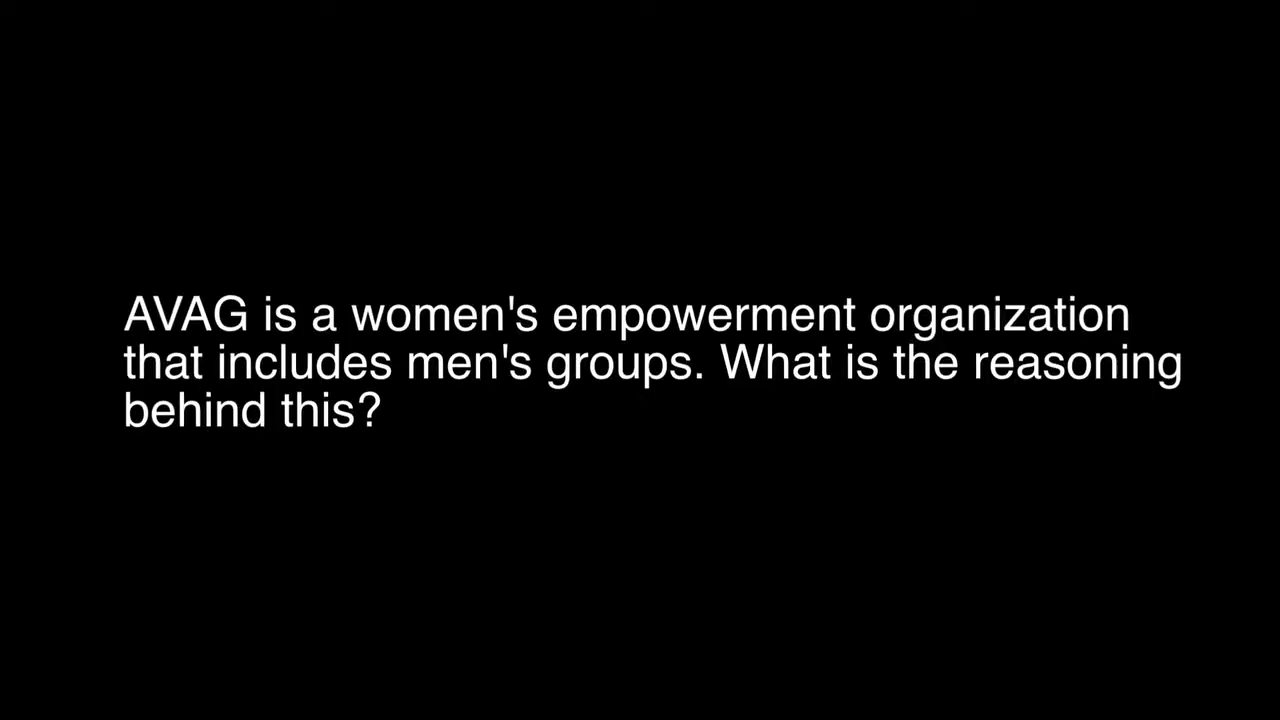 AVAG is a women's empowerment organization
that includes men's groups. What is the reasoning
behind this?